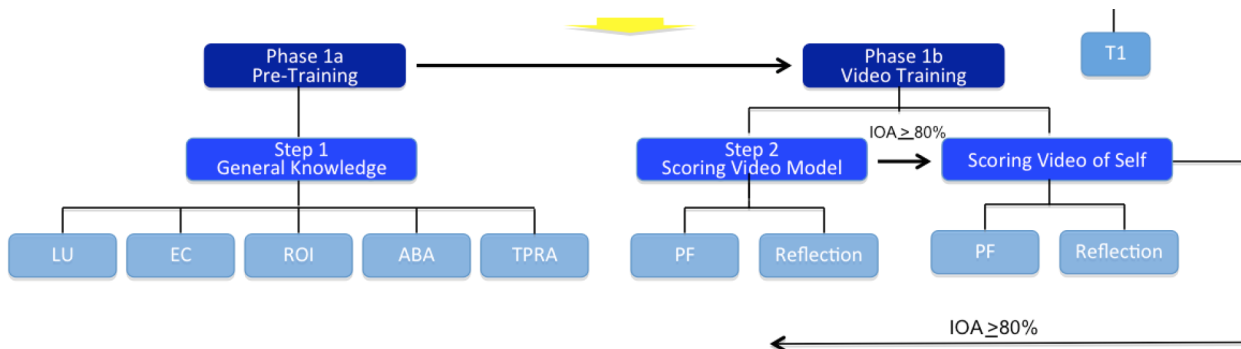 Phase 1a
Pre-Training
Phase 1b
Video Training
T1
IOA ≥80%
Step 1
General Knowledge
Step 2
Scoring Video Model
Scoring Video of Self
LU
EC
ROI
ABA
TPRA
PF
Reflection
PF
Reflection
IOA ≥80%